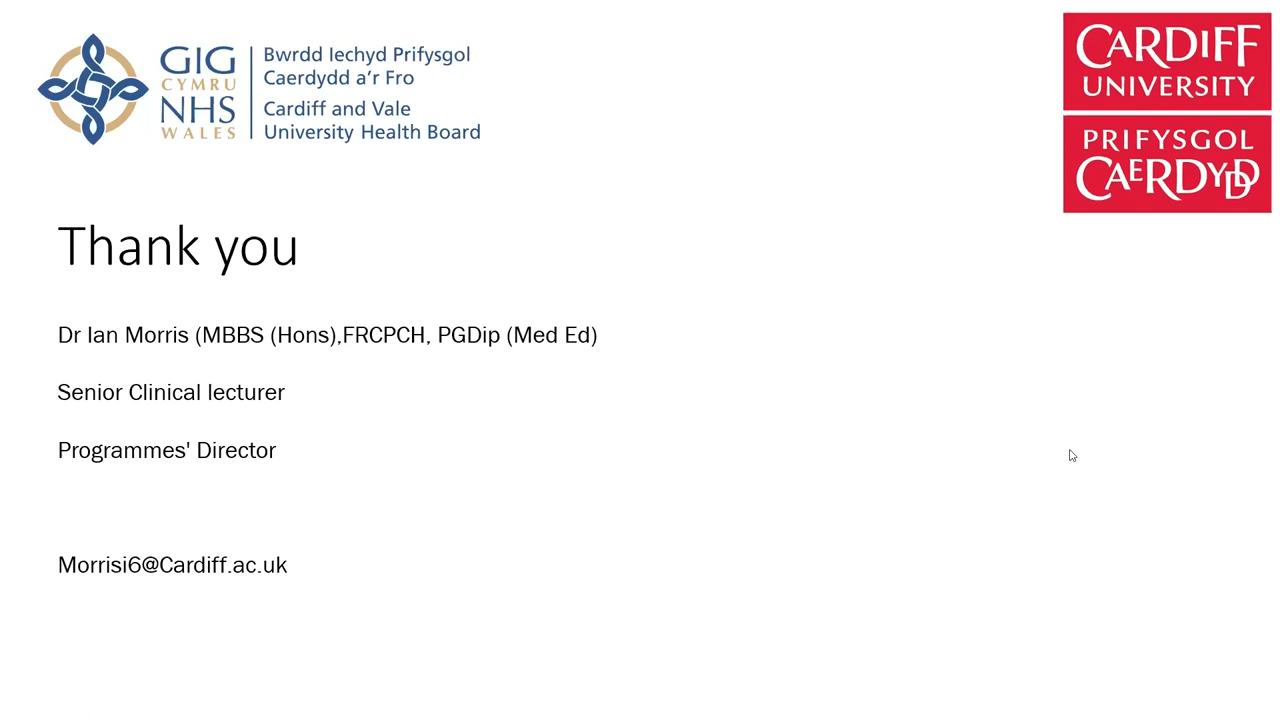 GIG
CYMRU
NHS
WALES
Bwrdd Iechyd Prifysgol
Caerdydd a'r Fro
Cardiff and Vale
University Health Board
CARDIFF
UNIVERSITY
PRIFYSGOL
CAERDYDD
Thank you
Dr Ian Morris (MBBS (Hons),FRCPCH, PGDip (Med Ed)
Senior Clinical lecturer
Programmes' Director
Morrisi6@Cardiff.ac.uk